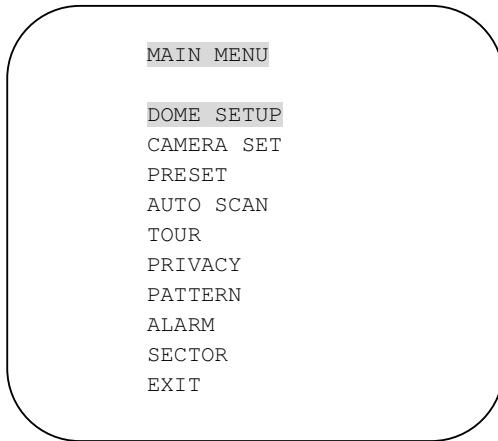 MAIN MENU
DOME SETUP
CAMERA SET
PRESET
AUTO SCAN
TOUR
PRIVACY
PATTERN
ALARM
SECTOR
EXIT